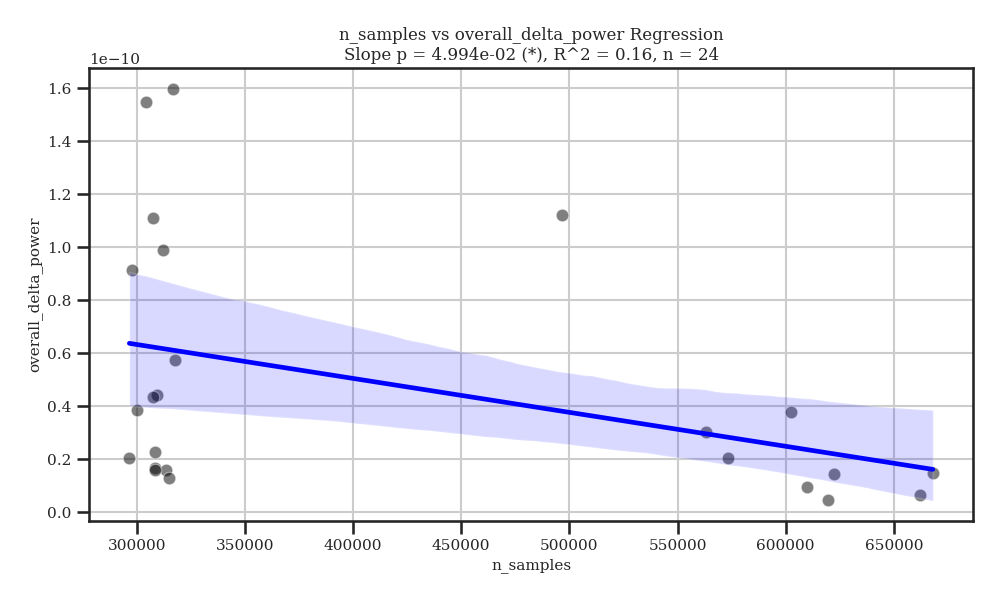 n_samples vs overall_delta_power Regression
Slope p = 4.994e-02 (*), R^2 = 0.16, n = 24
1e−10
1.6
1.4
1.2
1.0
0.8
0.6
0.4
0.2
0.0
overall_delta_power
300000 350000 400000 450000 500000 550000 600000 650000
n_samples